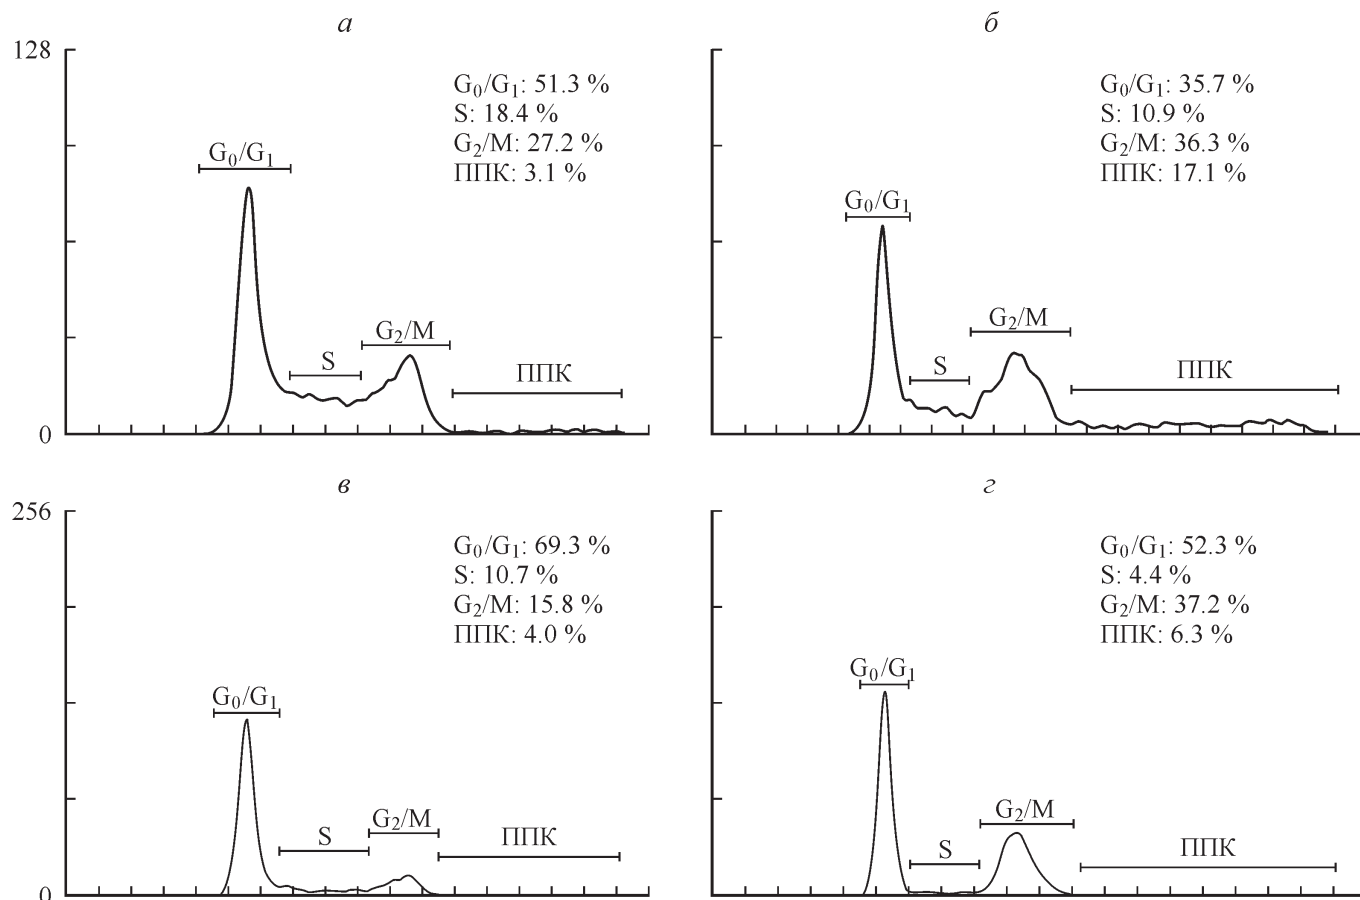 а
128
G₀/G₁: 51.3 %
S: 18.4 %
G₂/M: 27.2 %
ППК: 3.1 %
G₀/G₁
S
G₂/M
ППК
0
б
G₀/G₁: 35.7 %
S: 10.9 %
G₂/M: 36.3 %
ППК: 17.1 %
G₀/G₁
S
G₂/M
ППК
в
256
G₀/G₁: 69.3 %
S: 10.7 %
G₂/M: 15.8 %
ППК: 4.0 %
G₀/G₁
S
G₂/M
ППК
0
г
G₀/G₁: 52.3 %
S: 4.4 %
G₂/M: 37.2 %
ППК: 6.3 %
G₀/G₁
S
G₂/M
ППК